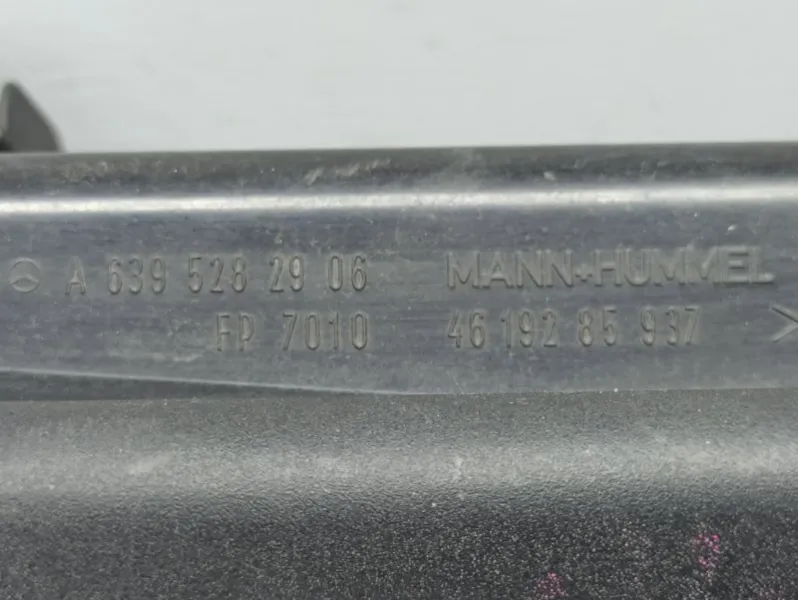 A 639 528 29 06 MANN+HUMMEL
FP 7010 46 192 85 937 >